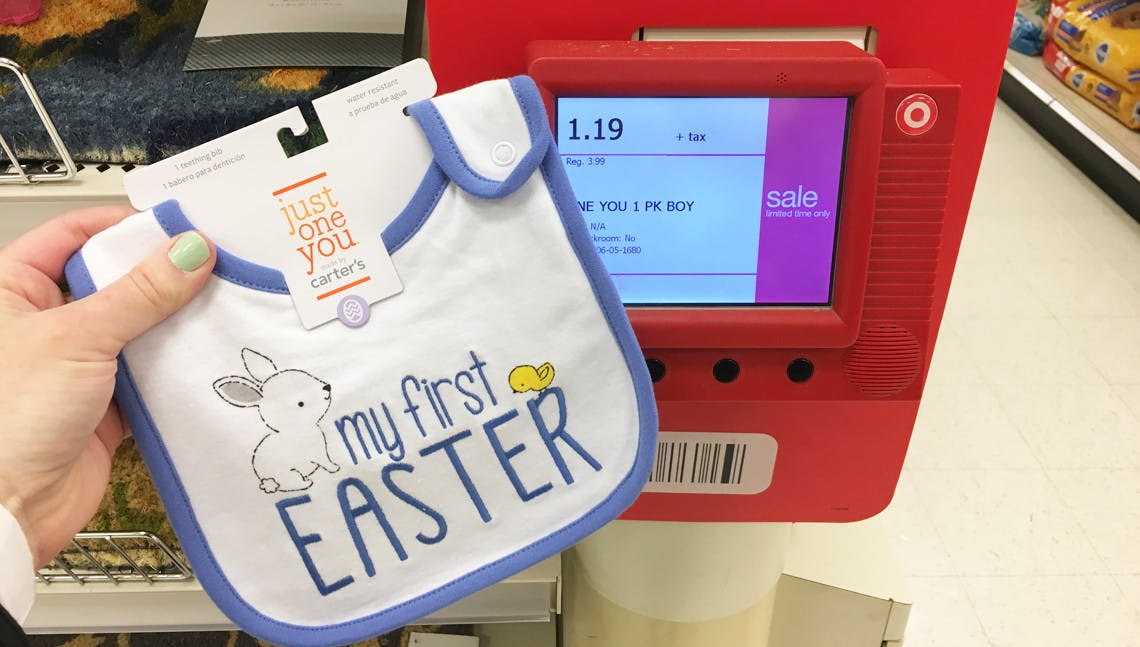 1 teething bib
1 babero para dentición
water resistant
a prueba de agua
just
one
you
made by
carter's
my first
EASTER
1.19 + tax
Reg. 3.99
NE YOU 1 PK BOY
N/A
ckroom: No
06-05-1680
sale
limited time only